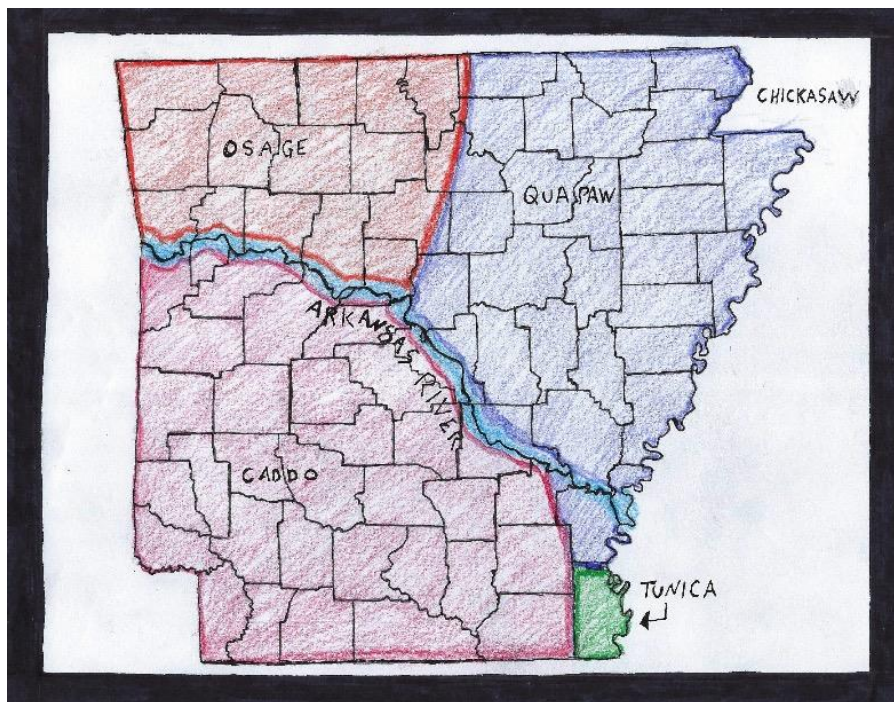 CHICKASAW
OSAGE
QUAPAW
ARKANSAS RIVER
CADDO
TUNICA